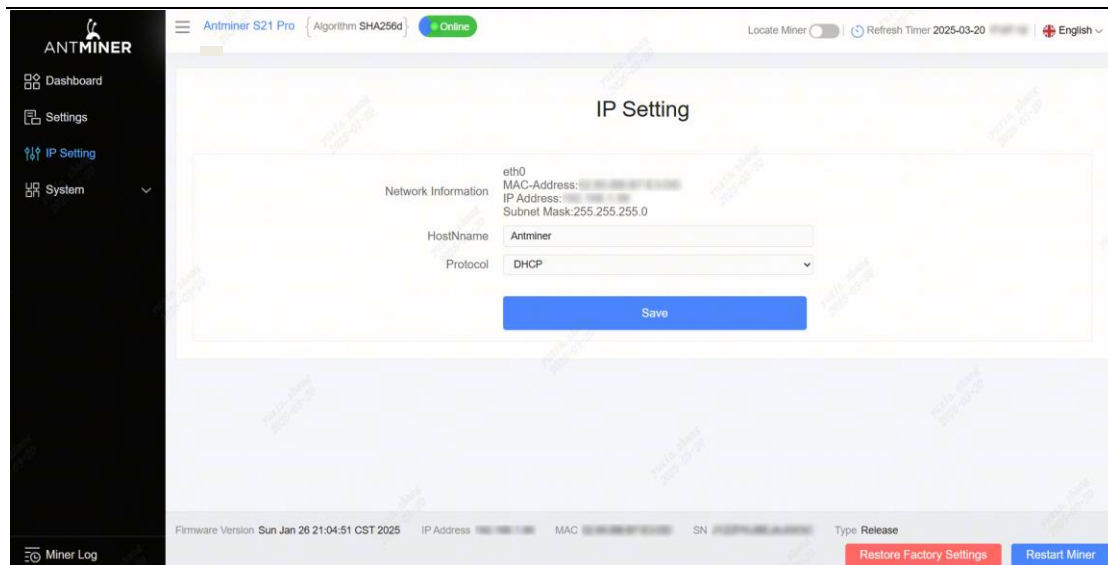 ANTMINER
Antminer S21 Pro { Algorithm SHA256d } Online
Locate Miner Refresh Timer 2025-03-20 English
Dashboard
Settings
IP Setting
System
IP Setting
Network Information
eth0
MAC-Address:
IP Address:
Subnet Mask:255.255.255.0
HostNname Antminer
Protocol DHCP
Save
Firmware Version Sun Jan 26 21:04:51 CST 2025 IP Address MAC SN Type Release
Miner Log
Restore Factory Settings Restart Miner